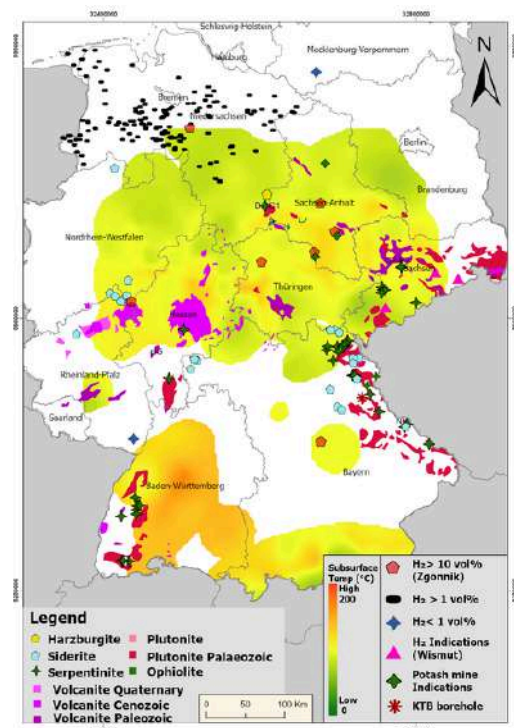 Schleswig-Holstein
Mecklenburg-Vorpommern
Hamburg
N
Bremen
Niedersachsen
Berlin
Brandenburg
Sachsen-Anhalt
Nordrhein-Westfalen
Thüringen
Hessen
Rheinland-Pfalz
Saarland
Bayern
Baden-Württemberg
Legend
Harzburgite
Siderite
Serpentinite
Volcanite Quaternary
Volcanite Cenozoic
Volcanite Paleozoic
Plutonite
Plutonite Palaeozoic
Ophiolite
0 50 100 Km
Subsurface
Temp (°C)
High
200
Low
0
H₂> 10 vol%
(Zgonnik)
H₂ > 1 vol%
H₂< 1 vol%
H₂ Indications
(Wismut)
Potash mine
Indications
KTB borehole